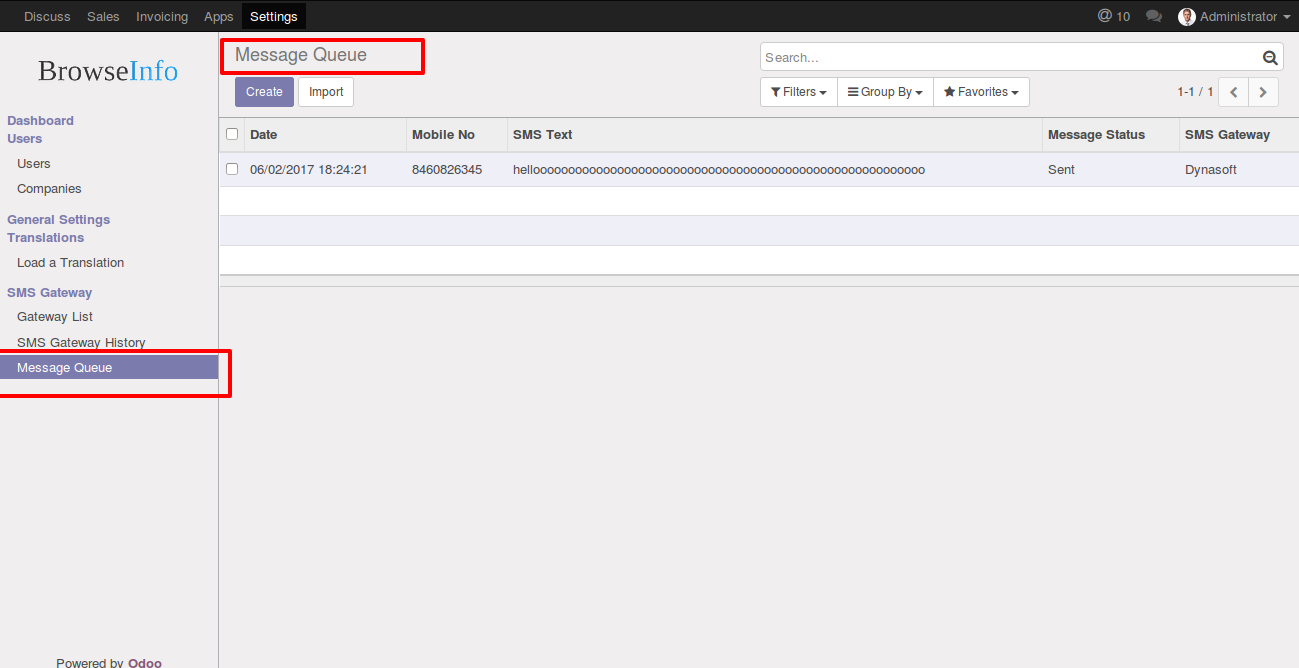 Discuss Sales Invoicing Apps Settings @ 10 Administrator
BrowseInfo
Message Queue
Search...
Create Import
Filters Group By Favorites 1-1 / 1
Dashboard
Users
Users
Companies
General Settings
Translations
Load a Translation
SMS Gateway
Gateway List
SMS Gateway History
Message Queue
Date Mobile No SMS Text Message Status SMS Gateway
06/02/2017 18:24:21 8460826345 hellooooooooooooooooooooooooooooooooooooooooooooooooooooooooo Sent Dynasoft
Powered by Odoo